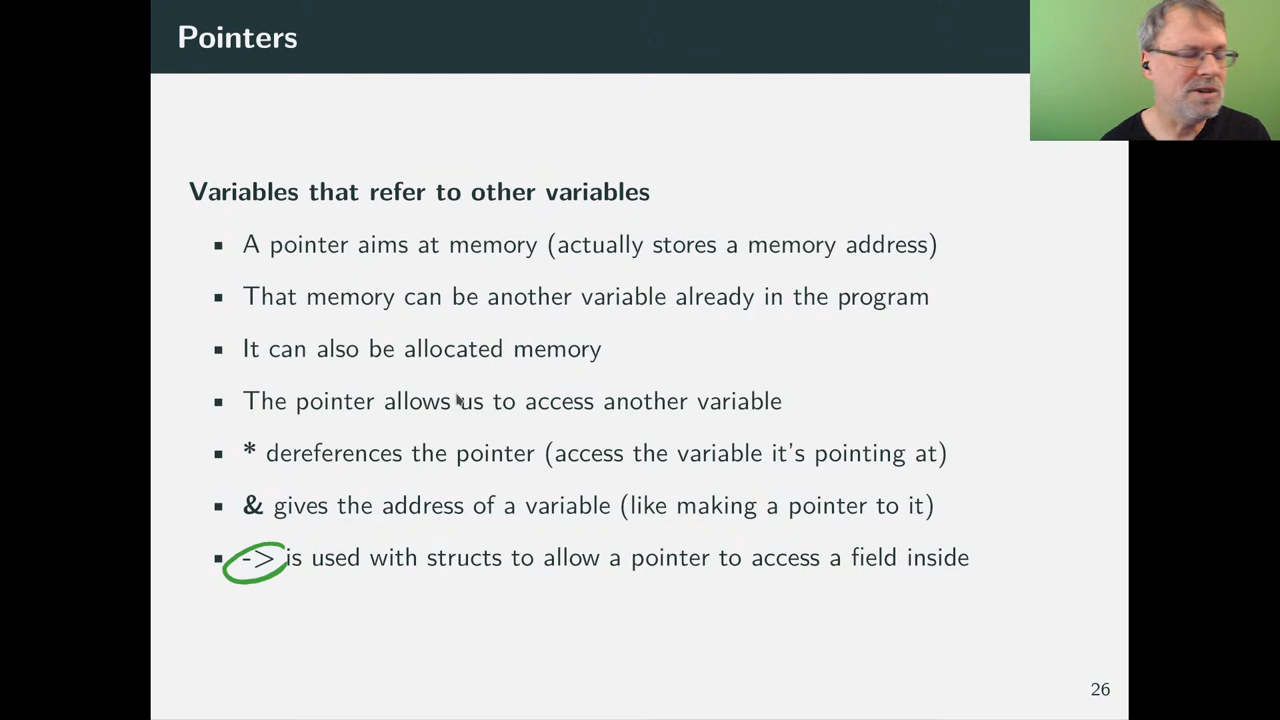 Pointers
Variables that refer to other variables
▪ A pointer aims at memory (actually stores a memory address)
▪ That memory can be another variable already in the program
▪ It can also be allocated memory
▪ The pointer allows us to access another variable
▪ * dereferences the pointer (access the variable it's pointing at)
▪ & gives the address of a variable (like making a pointer to it)
▪ -> is used with structs to allow a pointer to access a field inside
26